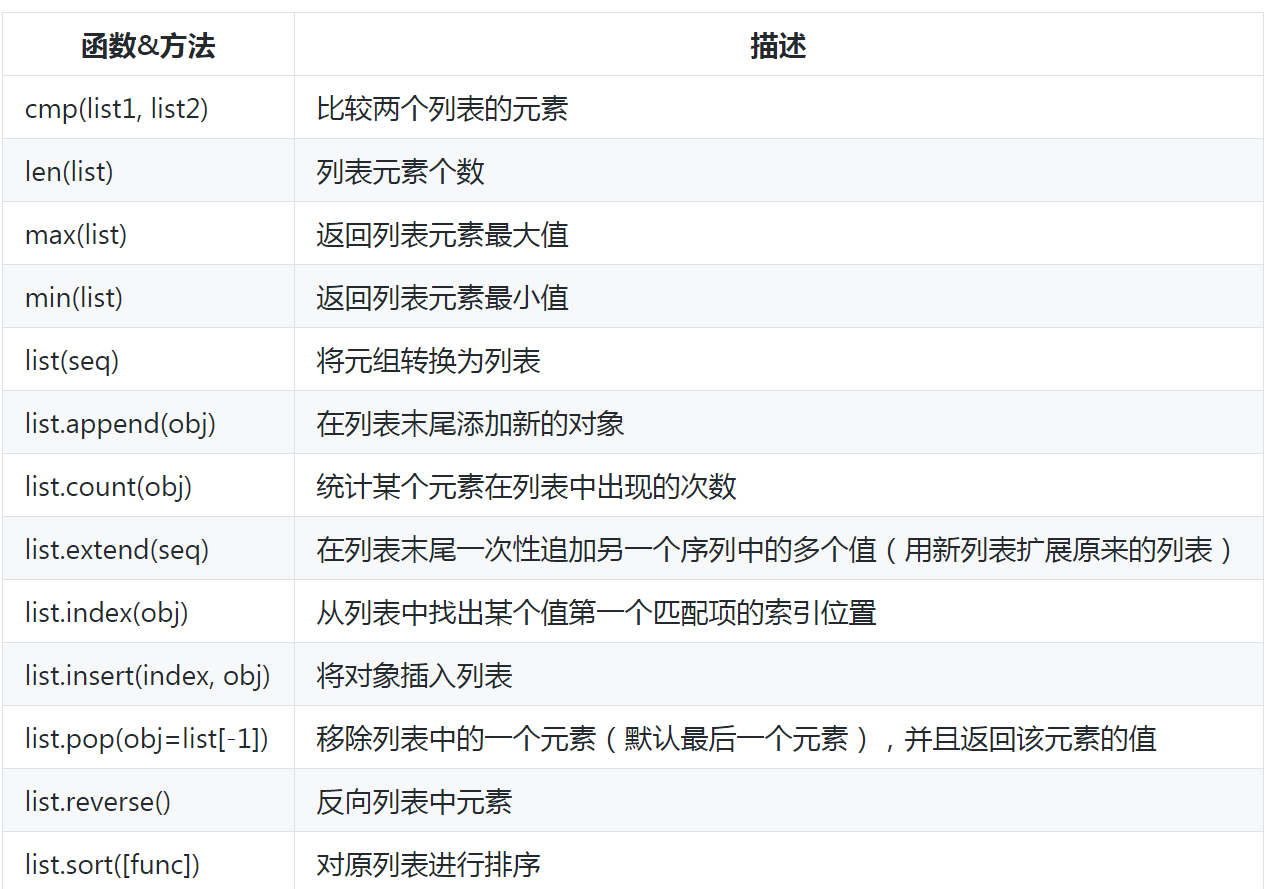 函数&方法 描述
cmp(list1, list2) 比较两个列表的元素
len(list) 列表元素个数
max(list) 返回列表元素最大值
min(list) 返回列表元素最小值
list(seq) 将元组转换为列表
list.append(obj) 在列表末尾添加新的对象
list.count(obj) 统计某个元素在列表中出现的次数
list.extend(seq) 在列表末尾一次性追加另一个序列中的多个值（用新列表扩展原来的列表）
list.index(obj) 从列表中找出某个值第一个匹配项的索引位置
list.insert(index, obj) 将对象插入列表
list.pop(obj=list[-1]) 移除列表中的一个元素（默认最后一个元素），并且返回该元素的值
list.reverse() 反向列表中元素
list.sort([func]) 对原列表进行排序